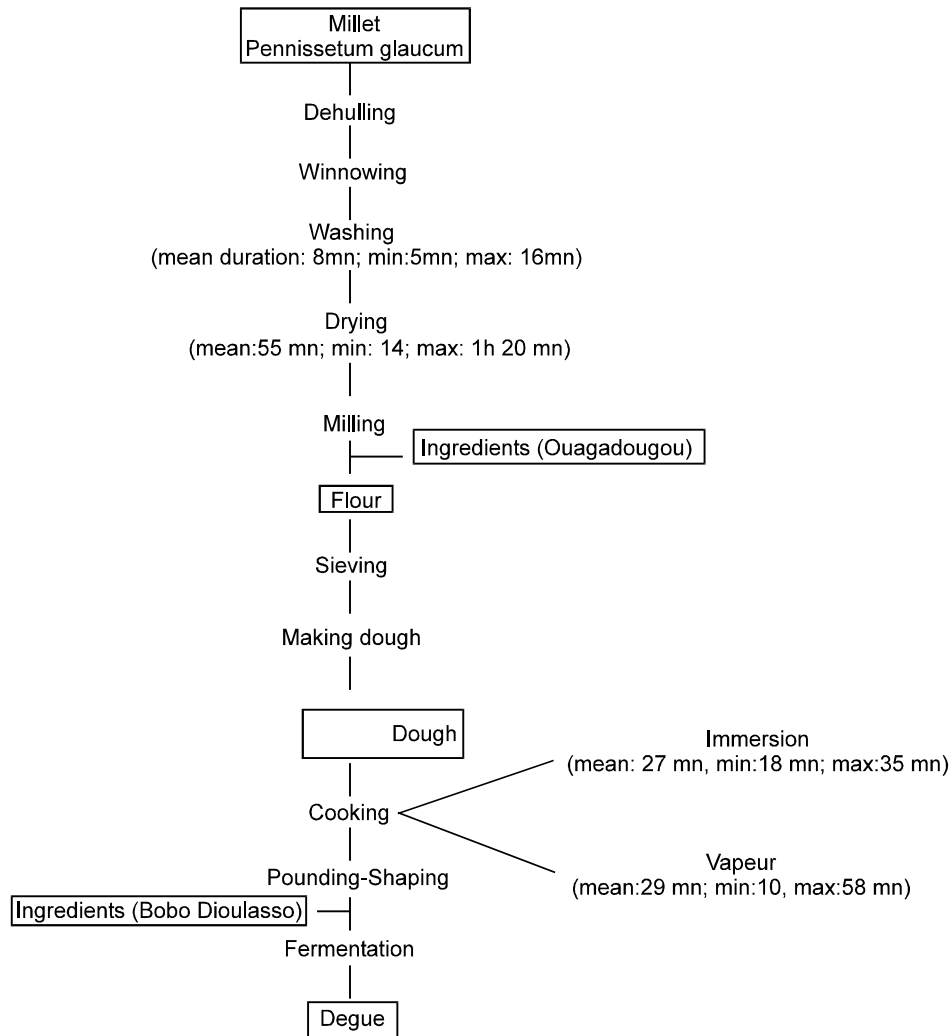 Millet
Pennissetum glaucum
Dehulling
Winnowing
Washing
(mean duration: 8mn; min:5mn; max: 16mn)
Drying
(mean:55 mn; min: 14; max: 1h 20 mn)
Milling
Ingredients (Ouagadougou)
Flour
Sieving
Making dough
Dough
Immersion
(mean: 27 mn, min:18 mn; max:35 mn)
Cooking
Vapeur
(mean:29 mn; min:10, max:58 mn)
Pounding-Shaping
Ingredients (Bobo Dioulasso)
Fermentation
Degue